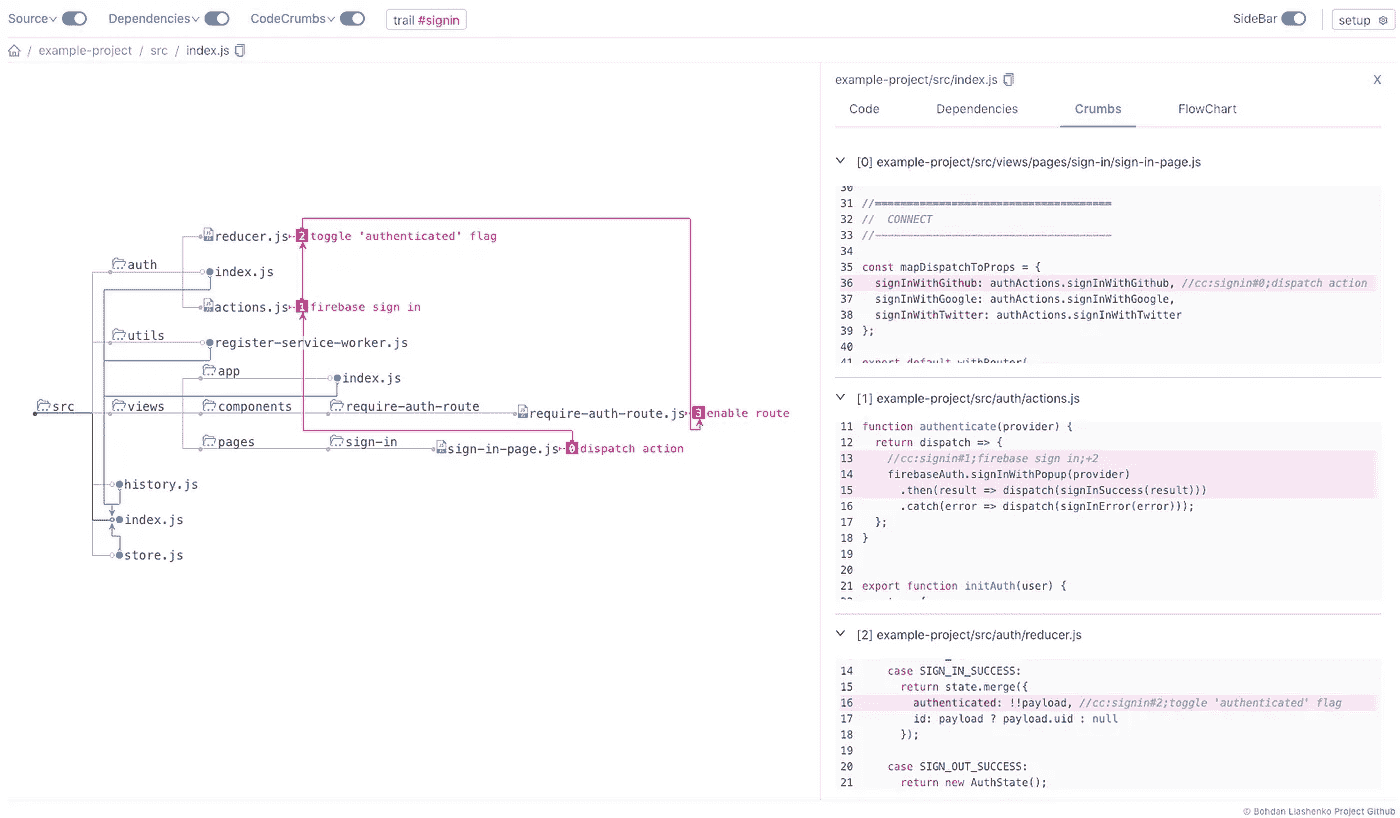 Source Dependencies CodeCrumbs trail #signin SideBar setup
/ example-project / src / index.js
reducer.js 2 toggle 'authenticated' flag
auth
index.js
actions.js 1 firebase sign in
utils
register-service-worker.js
app
index.js
src views components require-auth-route require-auth-route.js 3 enable route
pages sign-in sign-in-page.js 0 dispatch action
history.js
index.js
store.js
example-project/src/index.js X
Code Dependencies Crumbs FlowChart
[0] example-project/src/views/pages/sign-in/sign-in-page.js
30
31 //=====================================
32 // CONNECT
33 //-------------------------------------
34
35 const mapDispatchToProps = {
36 signInWithGithub: authActions.signInWithGithub, //cc:signin#0;dispatch action
37 signInWithGoogle: authActions.signInWithGoogle,
38 signInWithTwitter: authActions.signInWithTwitter
39 };
40
41 export default withRouter(
[1] example-project/src/auth/actions.js
11 function authenticate(provider) {
12 return dispatch => {
13 //cc:signin#1;firebase sign in;+2
14 firebaseAuth.signInWithPopup(provider)
15 .then(result => dispatch(signInSuccess(result)))
16 .catch(error => dispatch(signInError(error)));
17 };
18 }
19
20
21 export function initAuth(user) {
[2] example-project/src/auth/reducer.js
14 case SIGN_IN_SUCCESS:
15 return state.merge({
16 authenticated: !!payload, //cc:signin#2;toggle 'authenticated' flag
17 id: payload ? payload.uid : null
18 });
19
20 case SIGN_OUT_SUCCESS:
21 return new AuthState();
© Bohdan Liashenko Project Github